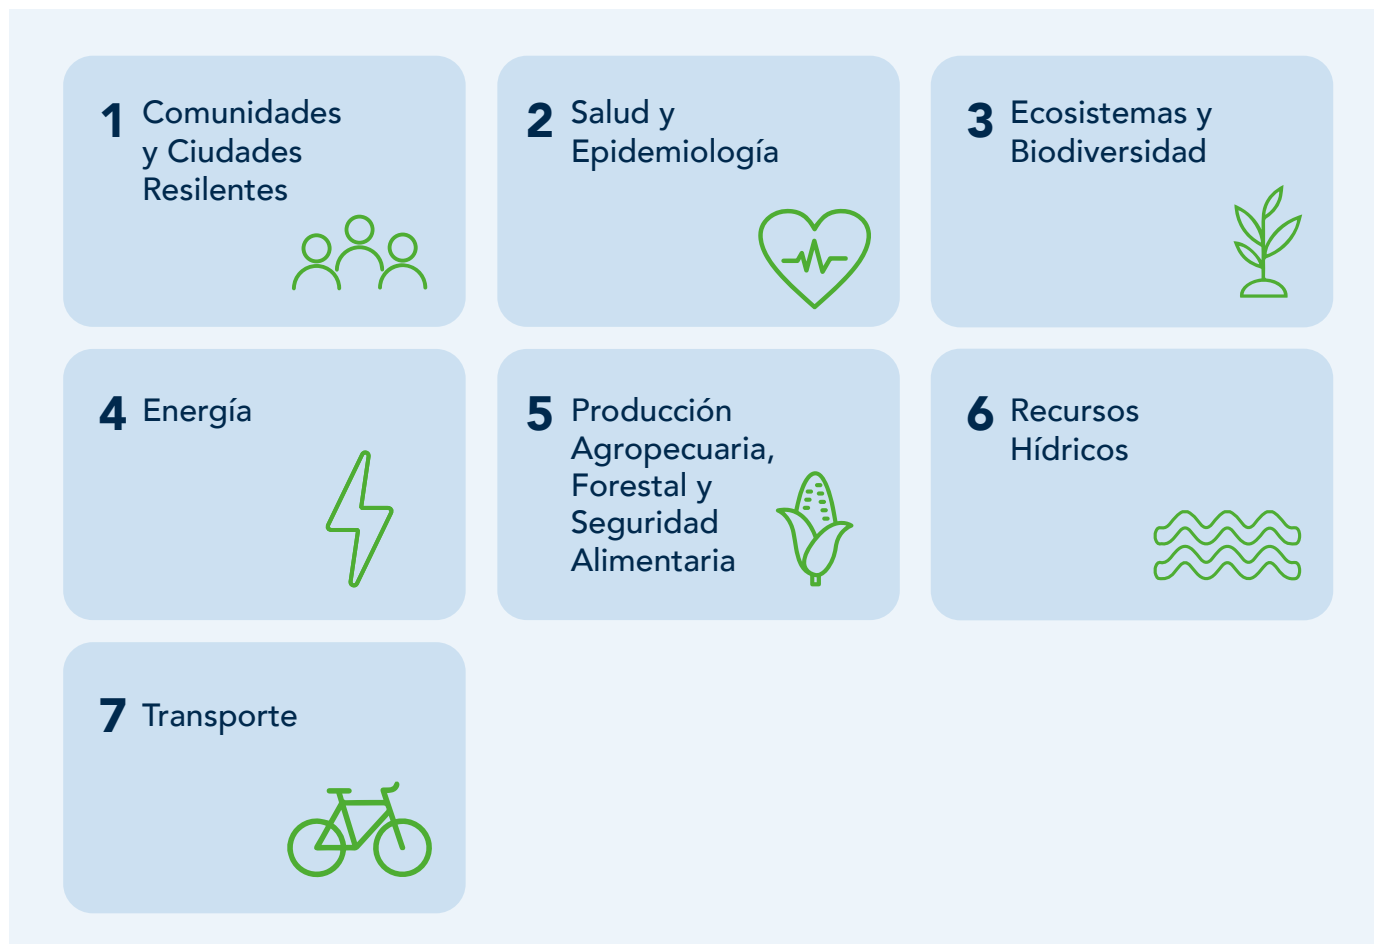 1 Comunidades
y Ciudades
Resilentes
2 Salud y
Epidemiología
3 Ecosistemas y
Biodiversidad
4 Energía
5 Producción
Agropecuaria,
Forestal y
Seguridad
Alimentaria
6 Recursos
Hídricos
7 Transporte